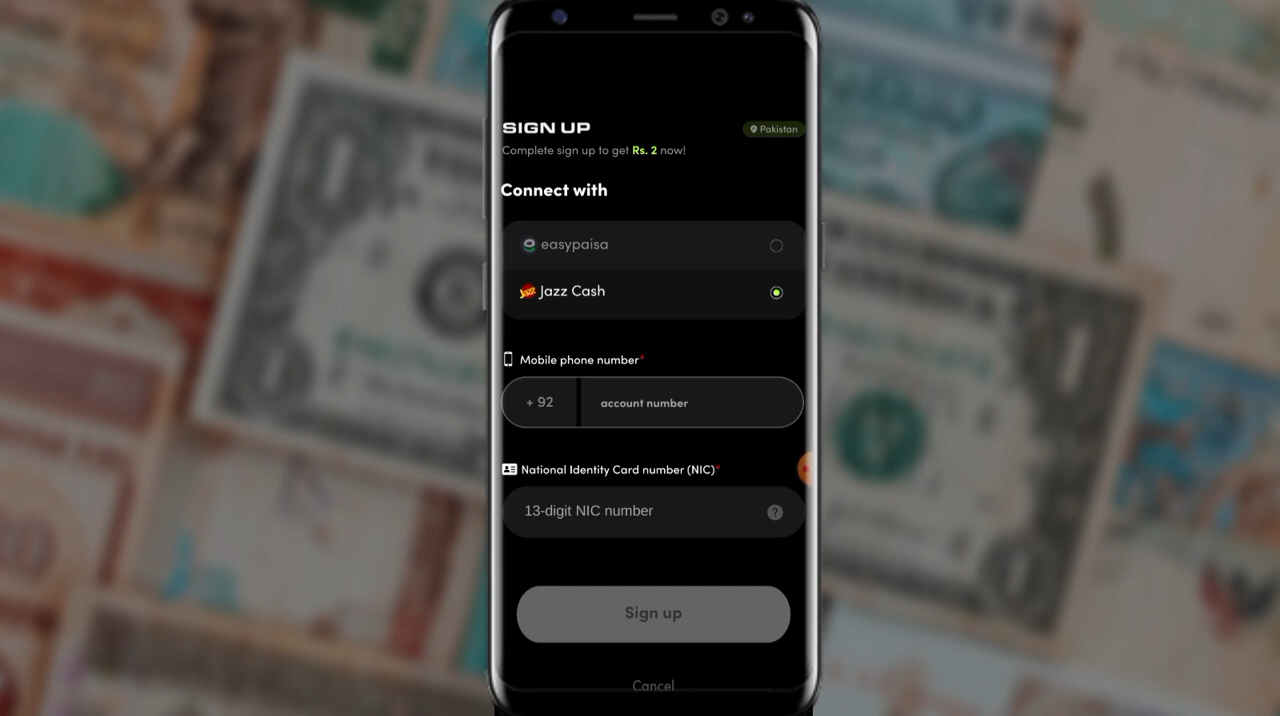 SIGN UP
Pakistan
Complete sign up to get Rs. 2 now!
Connect with
easypaisa
Jazz Cash
Mobile phone number*
+ 92
account number
National Identity Card number (NIC)*
13-digit NIC number
?
Sign up
Cancel